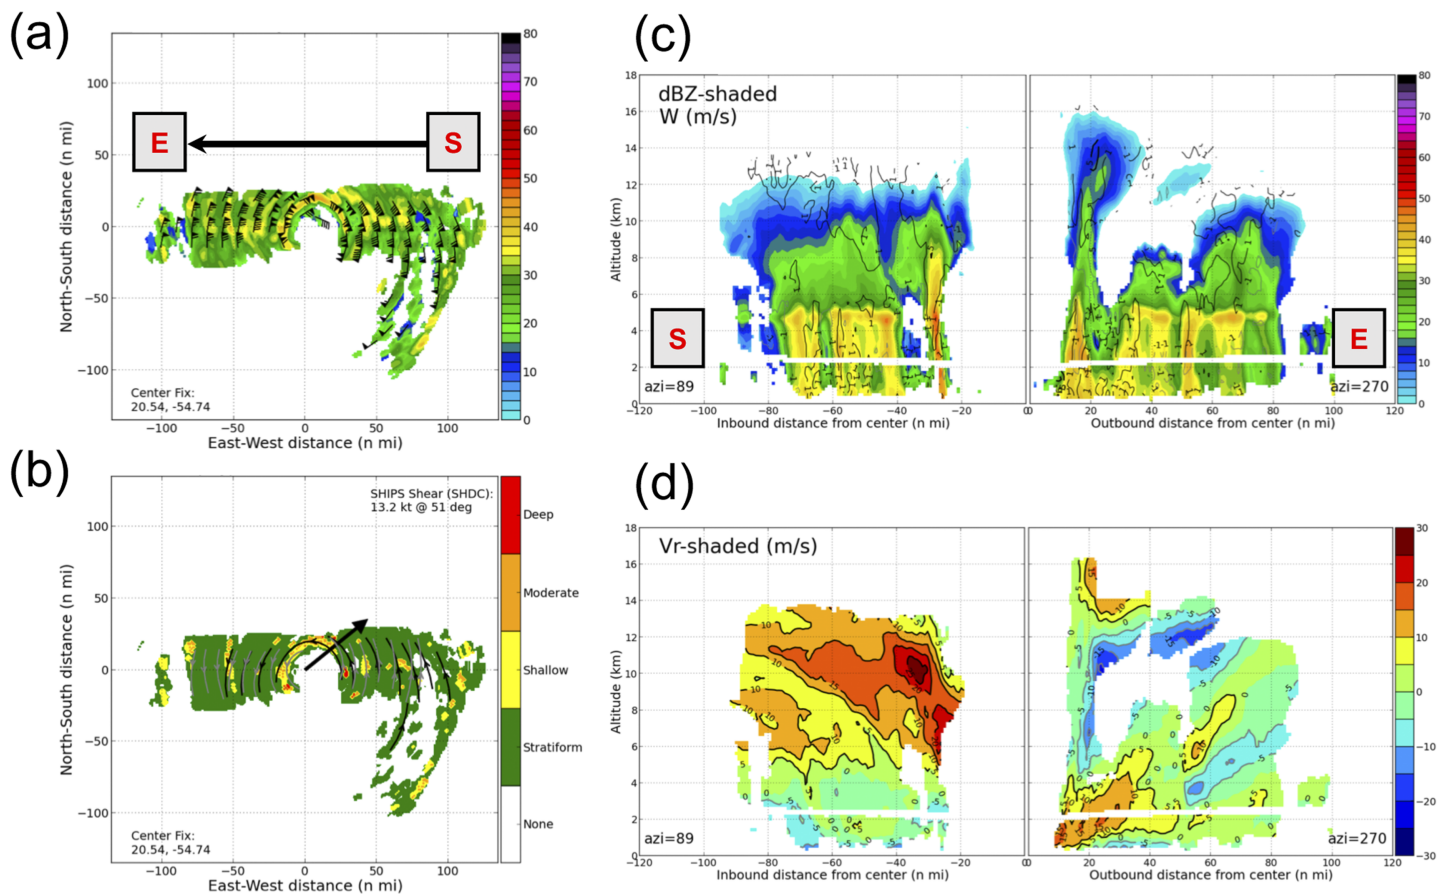 (a)
E
S
100
50
0
−50
−100
North-South distance (n mi)
Center Fix:
20.54, -54.74
−100
−50
0
50
100
East-West distance (n mi)
80
70
60
50
40
30
20
10
0
(b)
SHIPS Shear (SHDC):
13.2 kt @ 51 deg
100
50
0
−50
−100
North-South distance (n mi)
Center Fix:
20.54, -54.74
−100
−50
0
50
100
East-West distance (n mi)
Deep
Moderate
Shallow
Stratiform
None
(c)
dBZ-shaded
W (m/s)
18
16
14
12
10
8
6
4
2
0
Altitude (km)
S
E
azi=89
azi=270
−120
−100
−80
−60
−40
−20
0
Inbound distance from center (n mi)
20
40
60
80
100
120
Outbound distance from center (n mi)
80
70
60
50
40
30
20
10
0
(d)
Vr-shaded (m/s)
18
16
14
12
10
8
6
4
2
0
Altitude (km)
azi=89
azi=270
−120
−100
−80
−60
−40
−20
0
Inbound distance from center (n mi)
20
40
60
80
100
120
Outbound distance from center (n mi)
30
20
10
0
−10
−20
−30